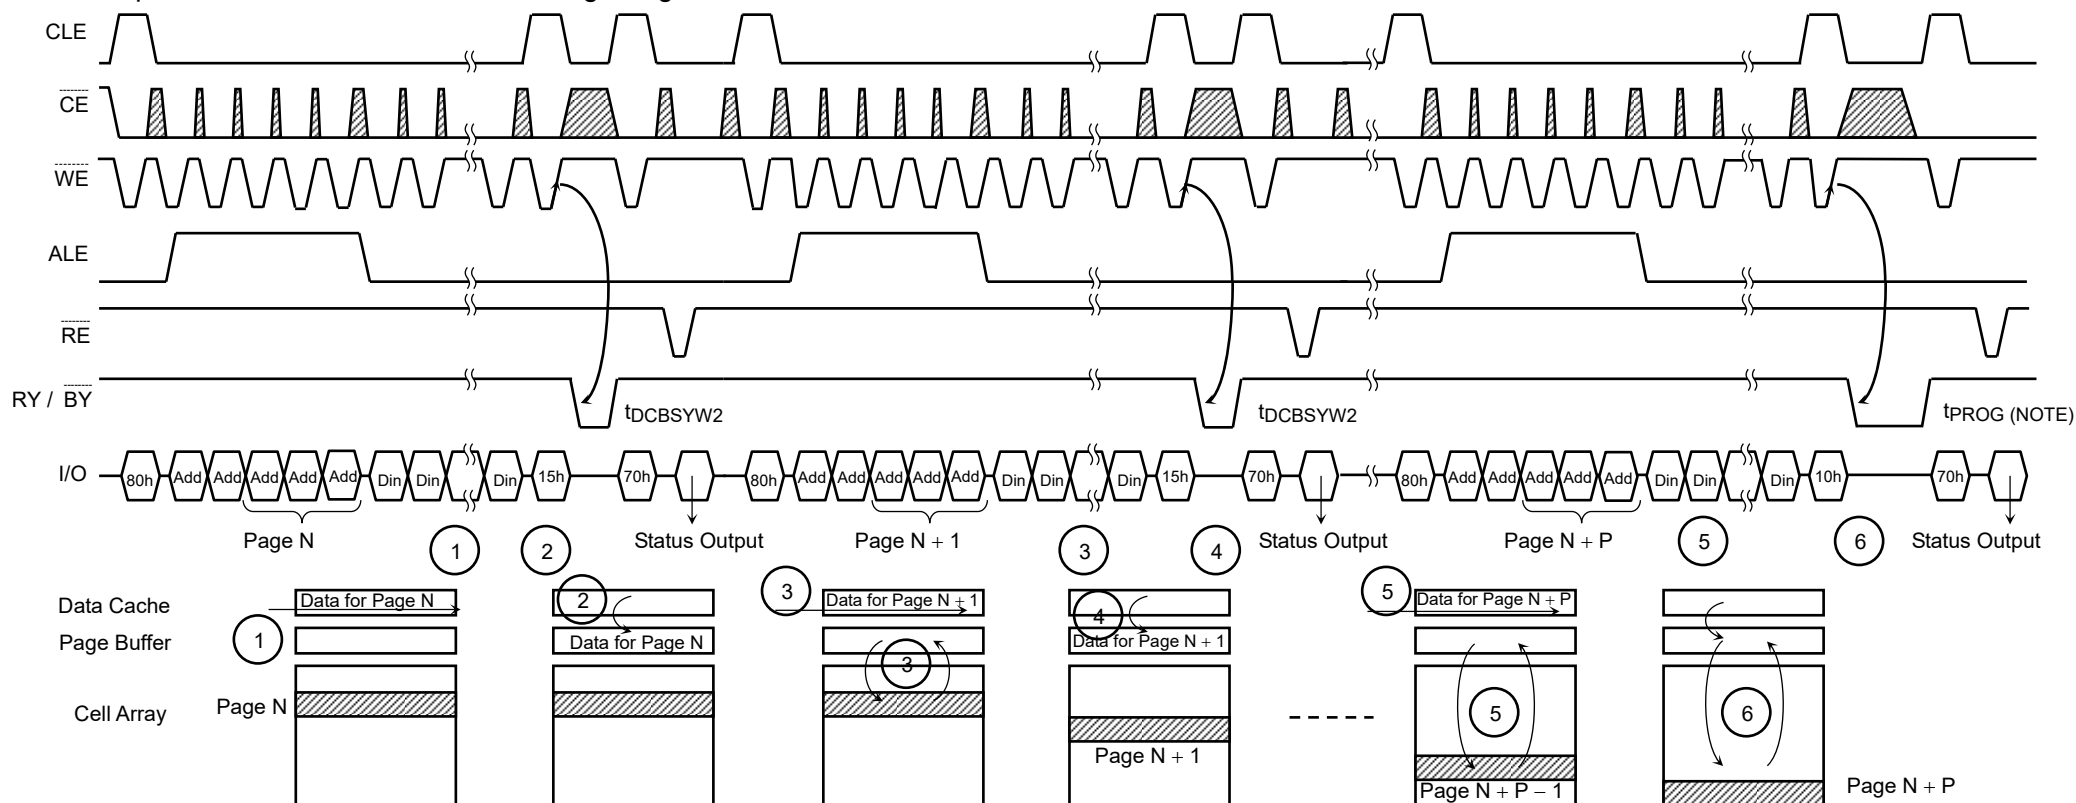 CLE
CE
WE
ALE
RE
RY / BY
tDCBSYW2 tDCBSYW2 tPROG (NOTE)
I/O 80h Add Add Add Add Add Din Din Din 15h 70h 80h Add Add Add Add Add Din Din Din 15h 70h 80h Add Add Add Add Add Din Din Din 10h 70h
Page N 1 2 Status Output Page N + 1 3 4 Status Output Page N + P 5 6 Status Output
Data Cache Data for Page N 2 3 Data for Page N + 1 4 5 Data for Page N + P
Page Buffer 1 Data for Page N 3 Data for Page N + 1
Cell Array Page N 5 6
Page N + 1
Page N + P − 1 Page N + P